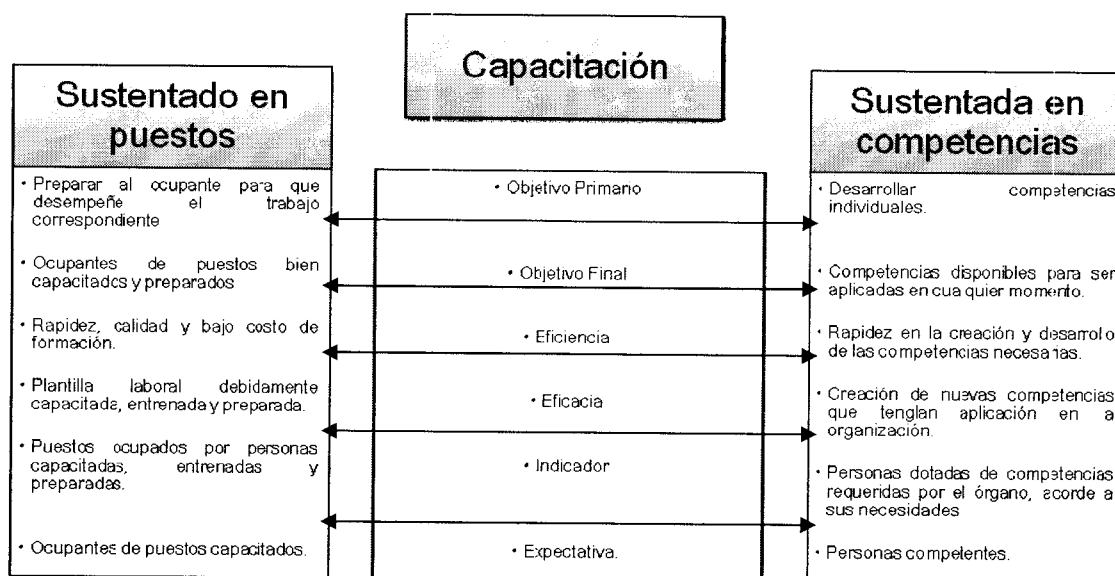 Capacitación
Sustentado en
puestos
· Preparar al ocupante para que
desempeñe el trabajo
correspondiente
· Ocupantes de puestos bien
capacitados y preparados
· Rapidez, calidad y bajo costo de
formación.
· Plantilla laboral debidamente
capacitada, entrenada y preparada.
· Puestos ocupados por personas
capacitadas, entrenadas y
preparadas.
· Ocupantes de puestos capacitados.
· Objetivo Primano
· Objetivo Final
· Eficiencia
· Eficacia
· Indicador
· Expectativa.
Sustentada en
competencias
· Desarrollar competencias
individuales.
· Competencias disponibles para ser
aplicadas en cua quier momento.
· Rapidez en la creación y desarrollo
de las competencias necesarias.
· Creación de nuevas competencias
que tenglan aplicación en a
organización.
· Personas dotadas de competencias
requeridas por el órgano, acorde a
sus necesidades
· Personas competentes.